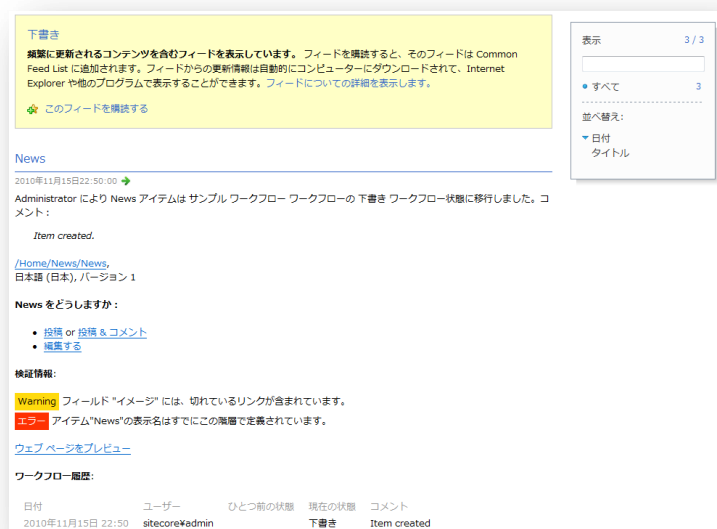 下書き
頻繁に更新されるコンテンツを含むフィードを表示しています。 フィードを購読すると、そのフィードは Common
Feed List に追加されます。フィードからの更新情報は自動的にコンピューターにダウンロードされて、Internet
Explorer や他のプログラムで表示することができます。フィードについての詳細を表示します。
このフィードを購読する
表示 3 / 3
すべて 3
並べ替え:
日付
タイトル
News
2010年11月15日22:50:00
Administrator により News アイテムは サンプル ワークフロー ワークフローの 下書き ワークフロー状態に移行しました。コ
メント :
Item created.
/Home/News/News,
日本語 (日本), バージョン 1
News をどうしますか :
投稿 or 投稿 & コメント
編集する
検証情報:
Warning フィールド "イメージ" には、切れているリンクが含まれています。
エラー アイテム"News"の表示名はすでにこの階層で定義されています。
ウェブ ページをプレビュー
ワークフロー履歴:
日付 ユーザー ひとつ前の状態 現在の状態 コメント
2010年11月15日 22:50 sitecore¥admin 下書き Item created